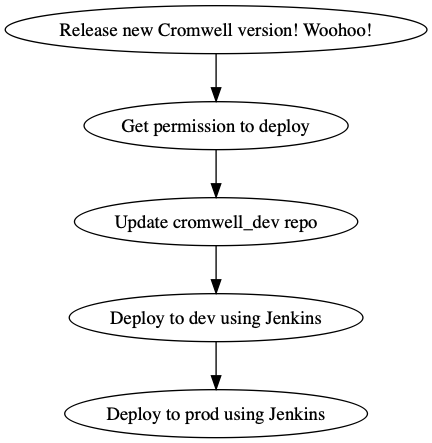 Release new Cromwell version! Woohoo!
Get permission to deploy
Update cromwell_dev repo
Deploy to dev using Jenkins
Deploy to prod using Jenkins